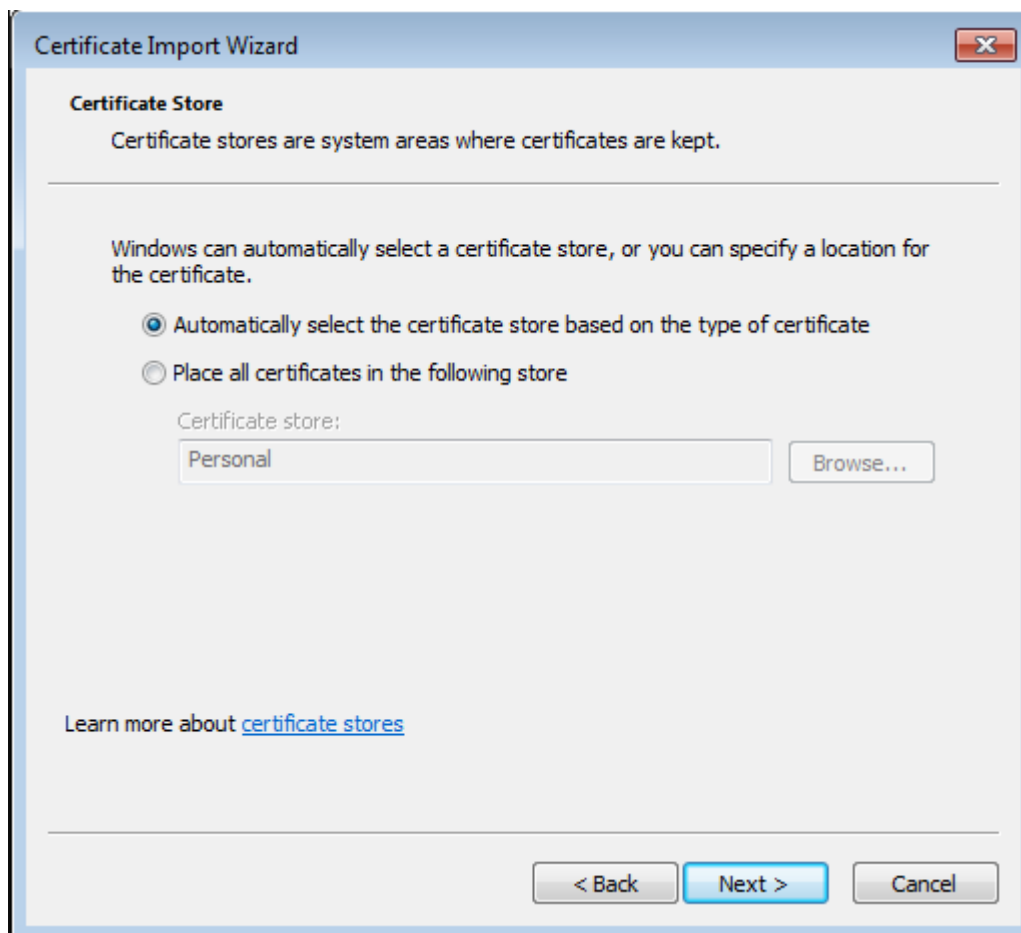 Certificate Import Wizard
Certificate Store
Certificate stores are system areas where certificates are kept.
Windows can automatically select a certificate store, or you can specify a location for
the certificate.
Automatically select the certificate store based on the type of certificate
Place all certificates in the following store
Certificate store:
Personal
Browse...
Learn more about certificate stores
< Back Next > Cancel